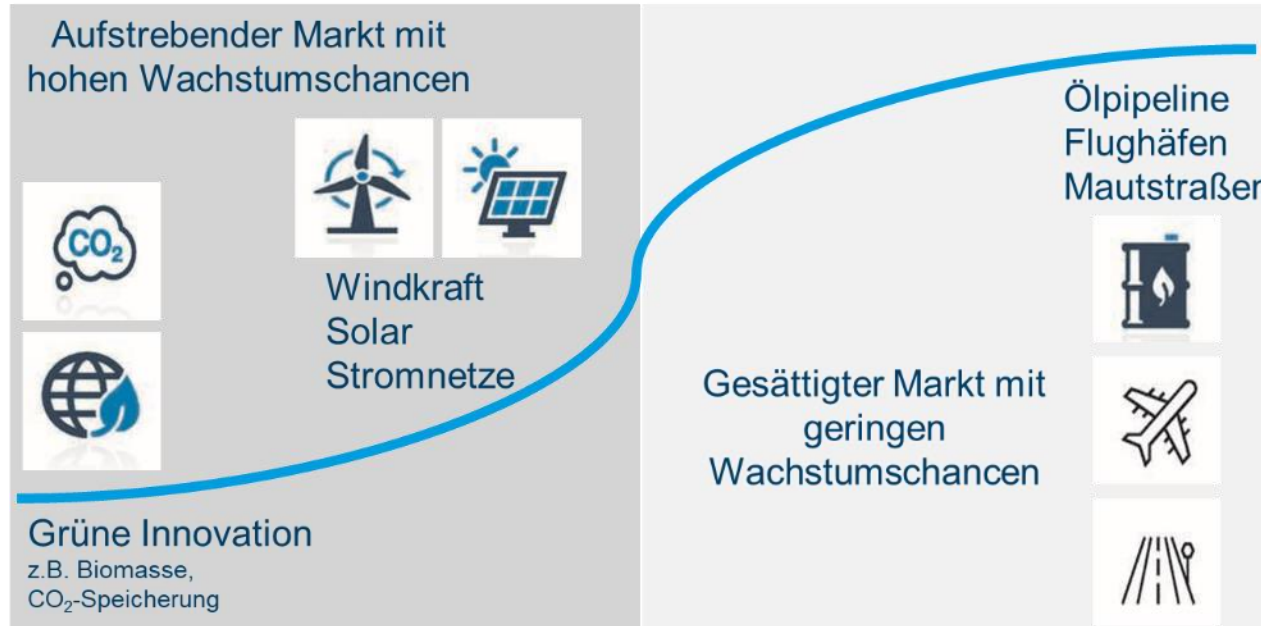 Aufstrebender Markt mit
hohen Wachstumschancen
CO₂
Windkraft
Solar
Stromnetze
Grüne Innovation
z.B. Biomasse,
CO₂-Speicherung
Ölpipeline
Flughäfen
Mautstraßen
Gesättigter Markt mit
geringen
Wachstumschancen